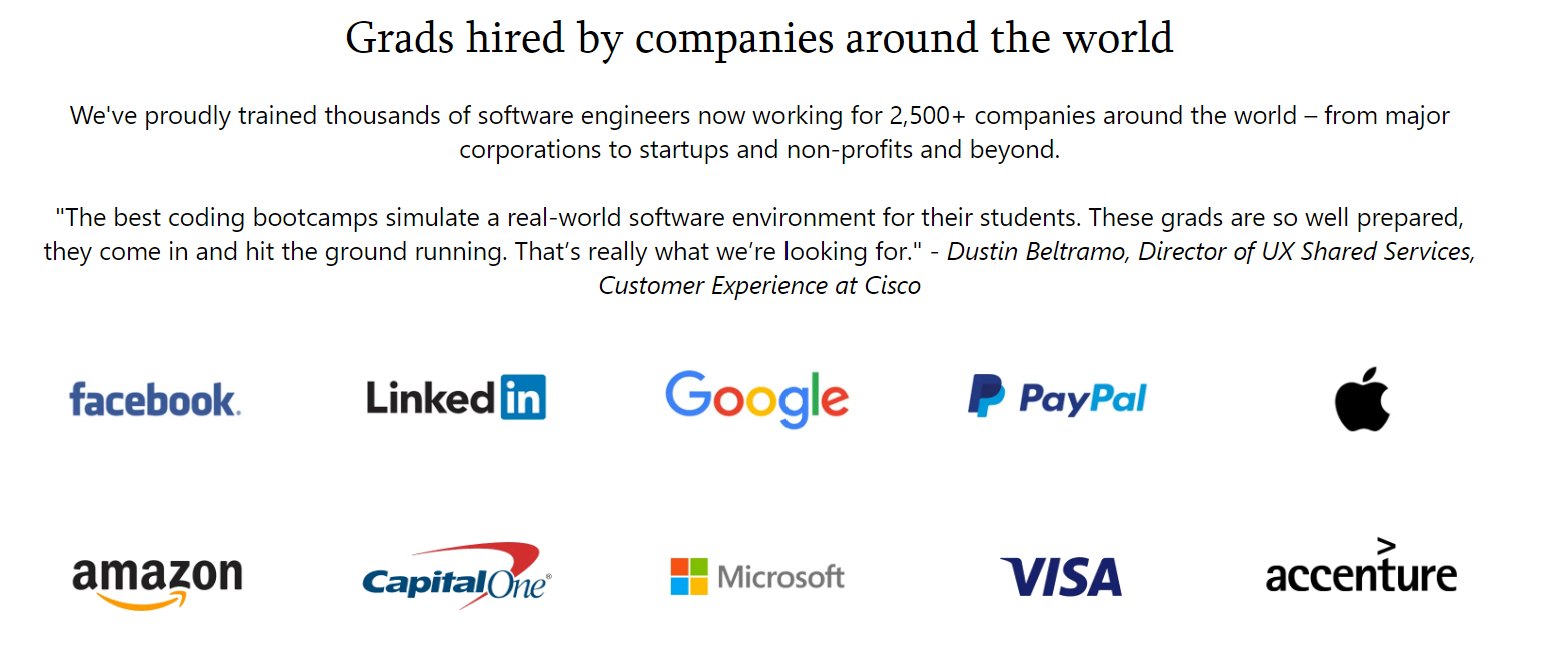 Grads hired by companies around the world
We've proudly trained thousands of software engineers now working for 2,500+ companies around the world – from major
corporations to startups and non-profits and beyond.
"The best coding bootcamps simulate a real-world software environment for their students. These grads are so well prepared,
they come in and hit the ground running. That’s really what we’re looking for." - Dustin Beltramo, Director of UX Shared Services,
Customer Experience at Cisco
facebook. Linked in Google PayPal
amazon Capital One® Microsoft VISA accenture